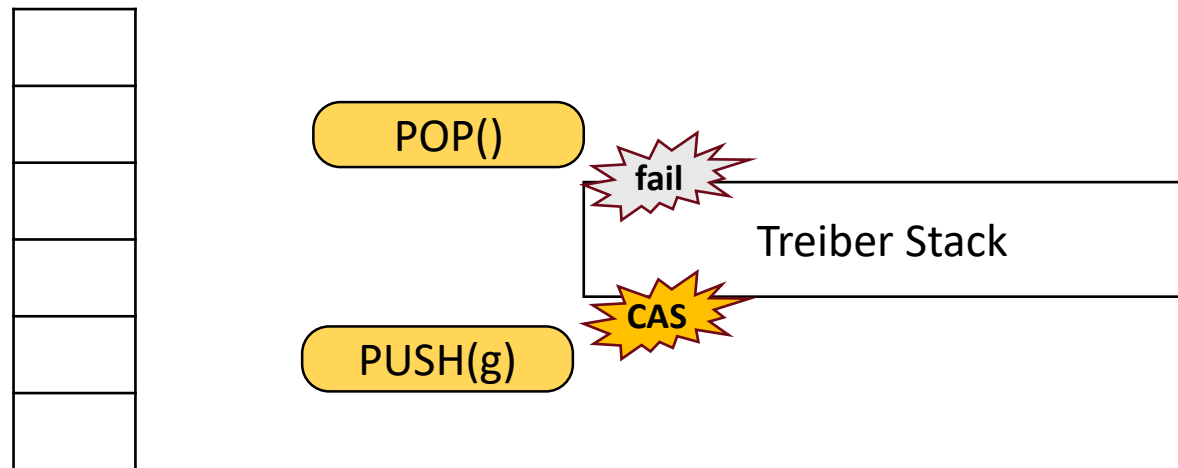 POP()
fail
Treiber Stack
CAS
PUSH(g)